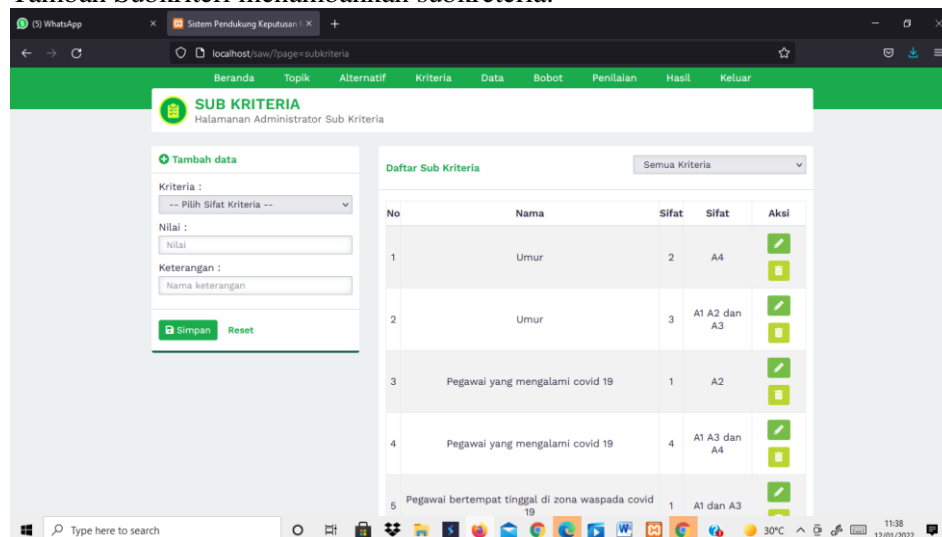 Tambah Subkriteri menambahkan subkreteria.
(5) WhatsApp
Sistem Pendukung Keputusan
localhost/saw/?page=subkriteria
Beranda Topik Alternatif Kriteria Data Bobot Penilaian Hasil Keluar
SUB KRITERIA
Halamanan Administrator Sub Kriteria
Tambah data
Kriteria :
-- Pilih Sifat Kriteria --
Nilai :
Nilai
Keterangan :
Nama keterangan
Simpan Reset
Daftar Sub Kriteria
Semua Kriteria
No Nama Sifat Sifat Aksi
1 Umur 2 A4
2 Umur 3 A1 A2 dan
A3
3 Pegawai yang mengalami covid 19 1 A2
4 Pegawai yang mengalami covid 19 4 A1 A3 dan
A4
5 Pegawai bertempat tinggal di zona waspada covid
19 1 A1 dan A3
Type here to search
30°C
11:38
12/01/2022